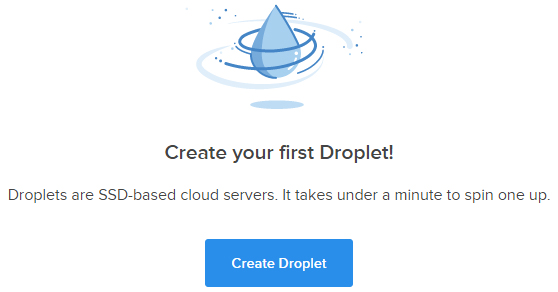 Create your first Droplet!
Droplets are SSD-based cloud servers. It takes under a minute to spin one up.
Create Droplet